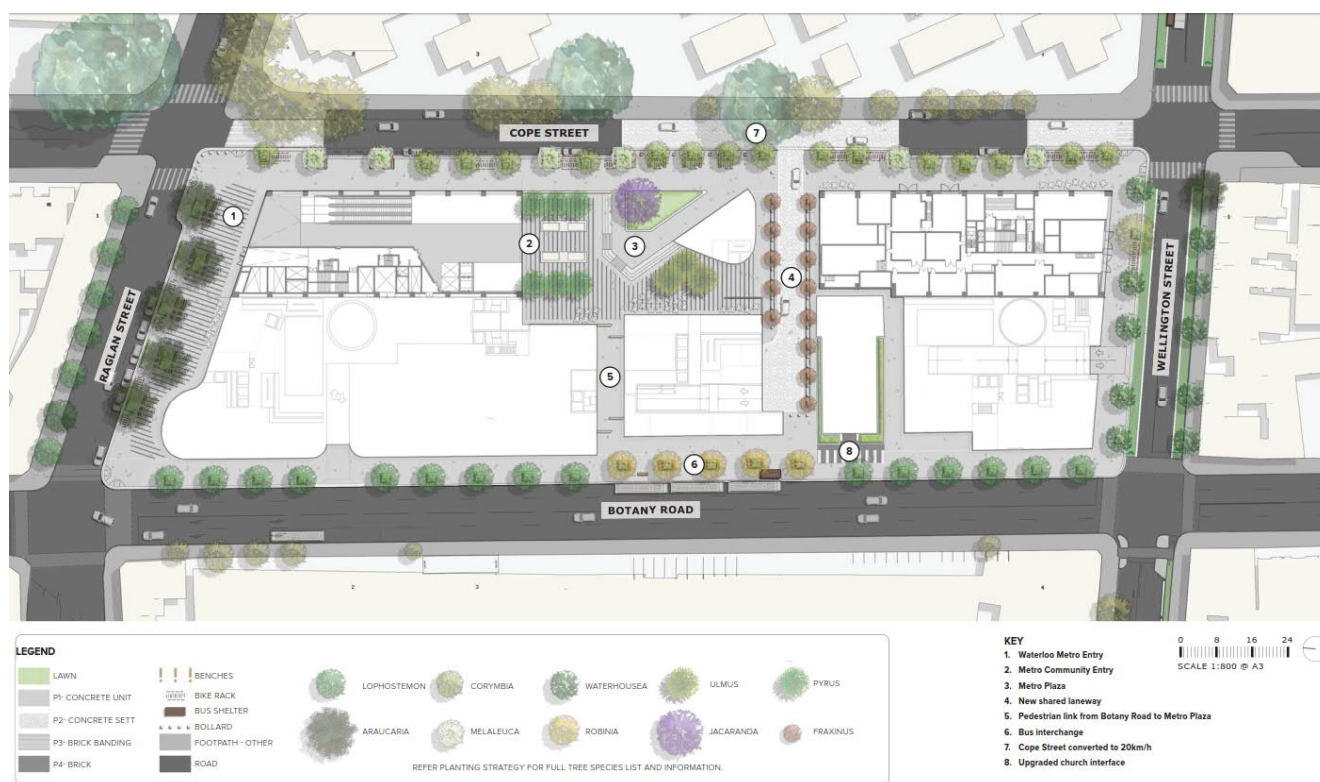 COPE STREET
7
1
2
3
4
RAGLAN STREET
WELLINGTON STREET
5
6
8
BOTANY ROAD
LEGEND
LAWN
P1- CONCRETE UNIT
P2- CONCRETE SETT
P3- BRICK BANDING
P4- BRICK
BENCHES
BIKE RACK
BUS SHELTER
BOLLARD
FOOTPATH - OTHER
ROAD
LOPHOSTEMON
CORYMBIA
WATERHOUSEA
ULMUS
PYRUS
ARAUCARIA
MELALEUCA
ROBINIA
JACARANDA
FRAXINUS
REFER PLANTING STRATEGY FOR FULL TREE SPECIES LIST AND INFORMATION.
KEY
1. Waterloo Metro Entry
2. Metro Community Entry
3. Metro Plaza
4. New shared laneway
5. Pedestrian link from Botany Road to Metro Plaza
6. Bus interchange
7. Cope Street converted to 20km/h
8. Upgraded church interface
0 8 16 24
SCALE 1:800 @ A3